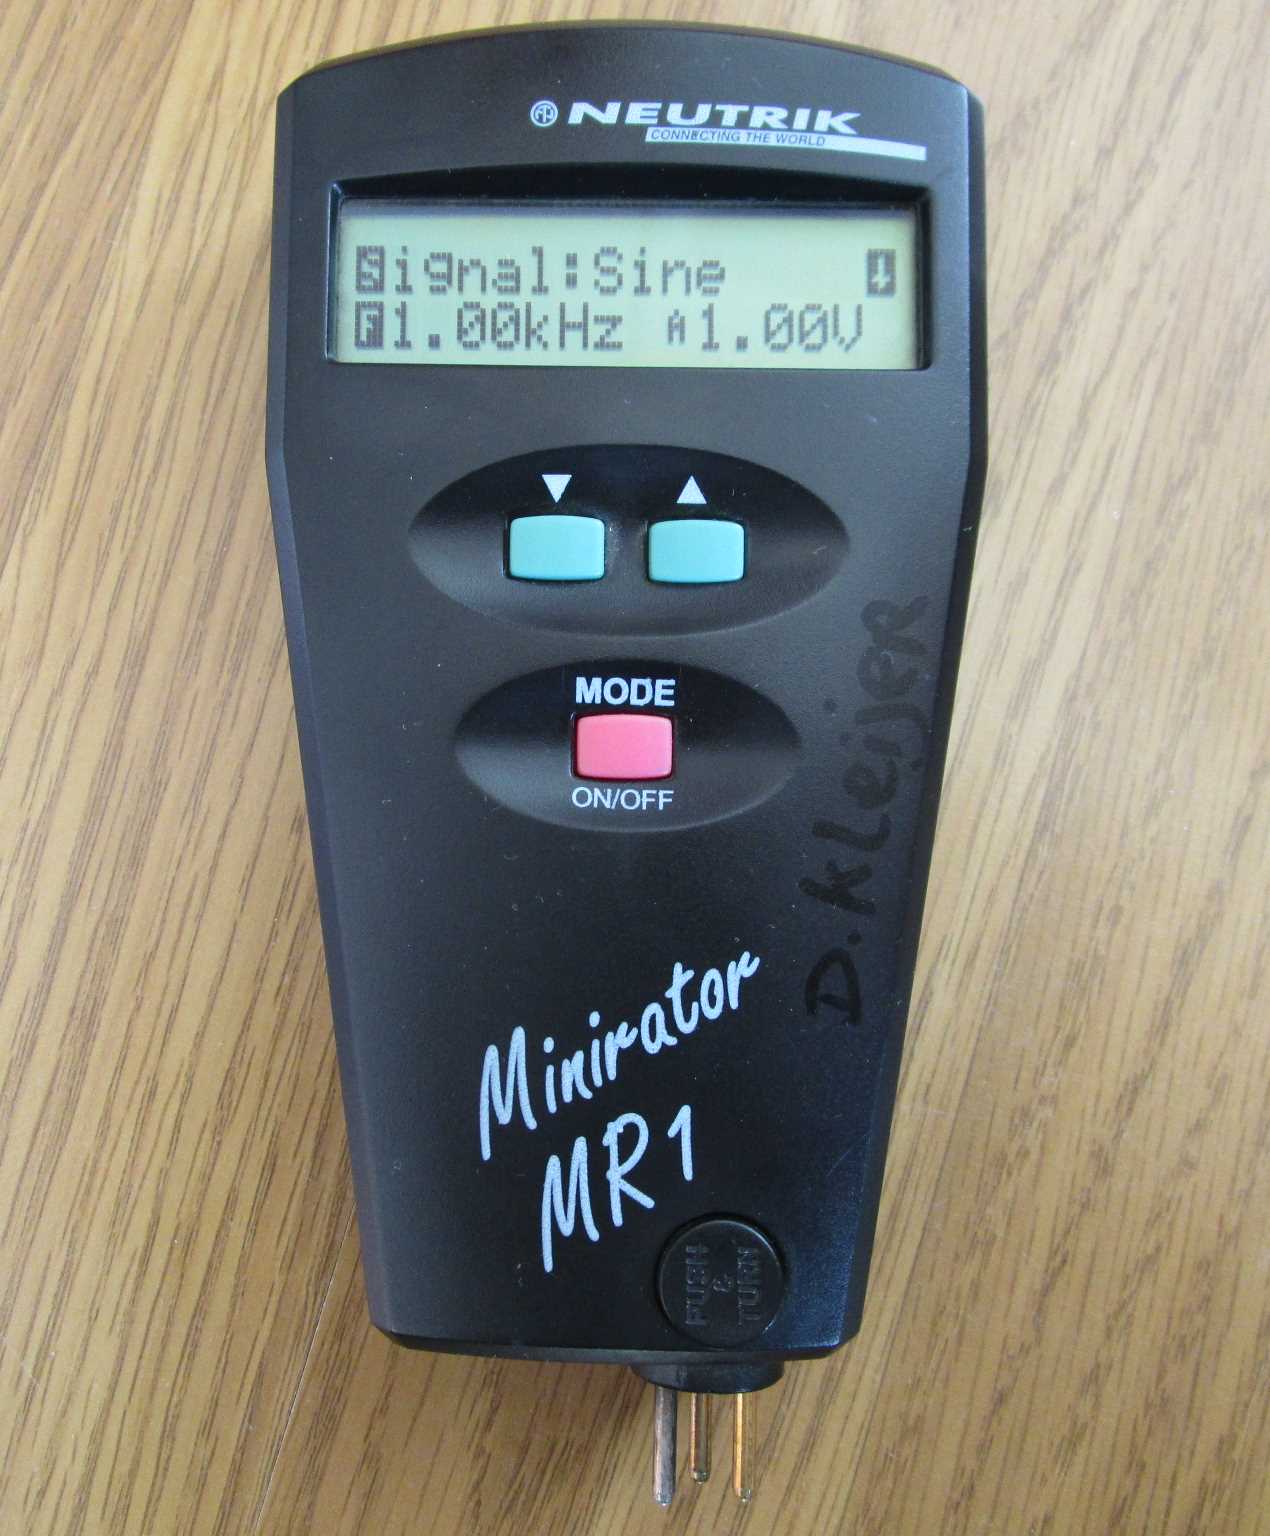 NEUTRIK
CONNECTING THE WORLD
Signal:Sine
F1.00kHz A1.00V
MODE
ON/OFF
D.kLeijeR
Minirator
MR1
PUSH
&
TURN